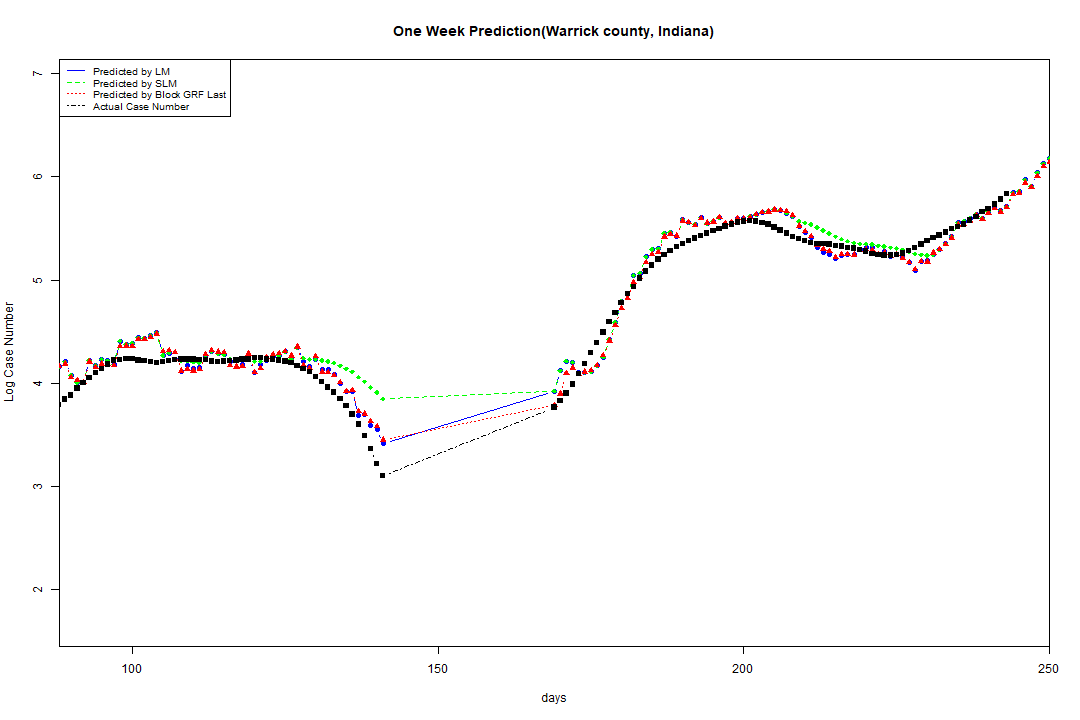 One Week Prediction(Warrick county, Indiana)
Predicted by LM
Predicted by SLM
Predicted by Block GRF Last
Actual Case Number
7
6
5
4
3
2
Log Case Number
100 150 200 250
days